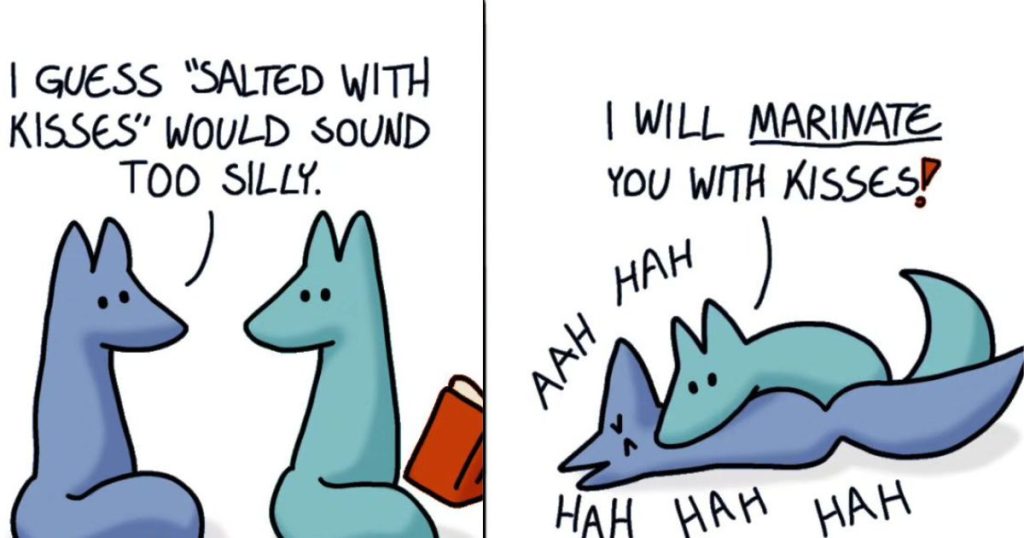 I GUESS "SALTED WITH
KISSES" WOULD SOUND
TOO SILLY.
I WILL MARINATE
YOU WITH KISSES!
HAH
AAH
HAH HAH HAH